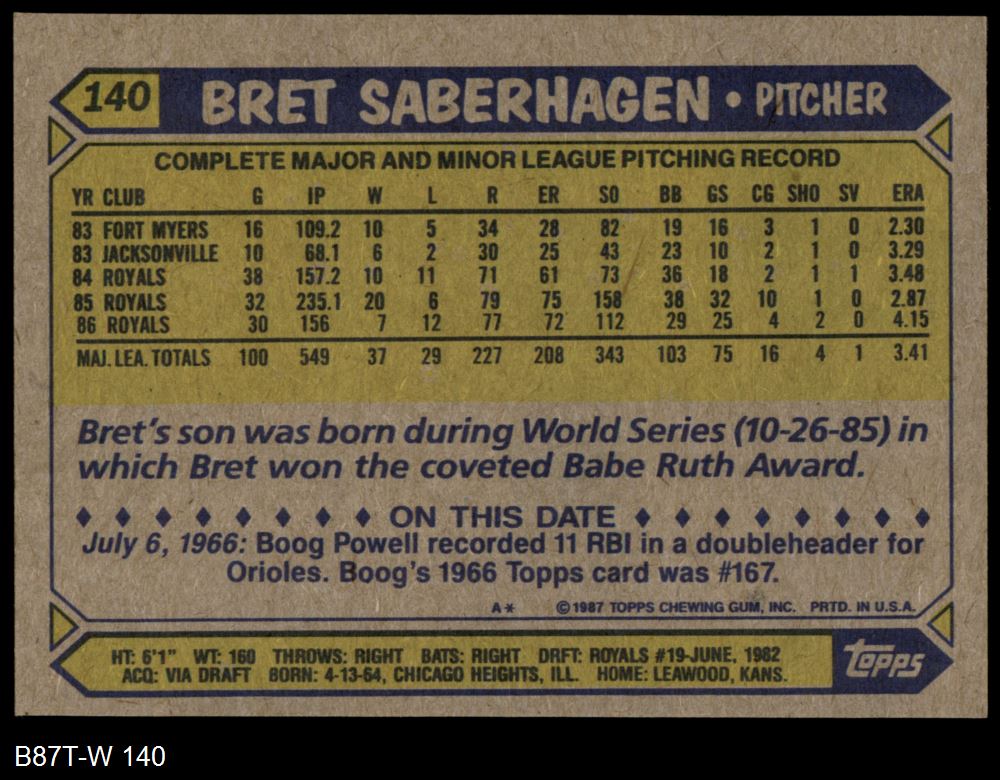 140 BRET SABERHAGEN • PITCHER
COMPLETE MAJOR AND MINOR LEAGUE PITCHING RECORD
YR CLUB G IP W L R ER SO BB GS CG SHO SV ERA
83 FORT MYERS 16 109.2 10 5 34 28 82 19 16 3 1 0 2.30
83 JACKSONVILLE 10 68.1 6 2 30 25 43 23 10 2 1 0 3.29
84 ROYALS 38 157.2 10 11 71 61 73 36 18 2 1 1 3.48
85 ROYALS 32 235.1 20 6 79 75 158 38 32 10 1 0 2.87
86 ROYALS 30 156 7 12 77 72 112 29 25 4 2 0 4.15
MAJ. LEA. TOTALS 100 549 37 29 227 208 343 103 75 16 4 1 3.41
Bret's son was born during World Series (10-26-85) in
which Bret won the coveted Babe Ruth Award.
♦ ♦ ♦ ♦ ♦ ♦ ♦ ♦ ON THIS DATE ♦ ♦ ♦ ♦ ♦ ♦ ♦ ♦
July 6, 1966: Boog Powell recorded 11 RBI in a doubleheader for
Orioles. Boog's 1966 Topps card was #167.
A* ©1987 TOPPS CHEWING GUM, INC. PRTD. IN U.S.A.
HT: 6'1" WT: 160 THROWS: RIGHT BATS: RIGHT DRFT: ROYALS #19-JUNE, 1982
ACQ: VIA DRAFT BORN: 4-13-64, CHICAGO HEIGHTS, ILL. HOME: LEAWOOD, KANS.
topps
B87T-W 140